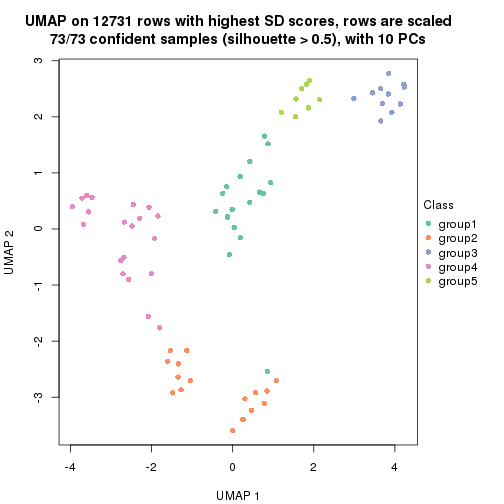 UMAP on 12731 rows with highest SD scores, rows are scaled
73/73 confident samples (silhouette > 0.5), with 10 PCs
3
2
1
0
-1
-2
-3
UMAP 2
-4 -2 0 2 4
UMAP 1
Class
group1
group2
group3
group4
group5